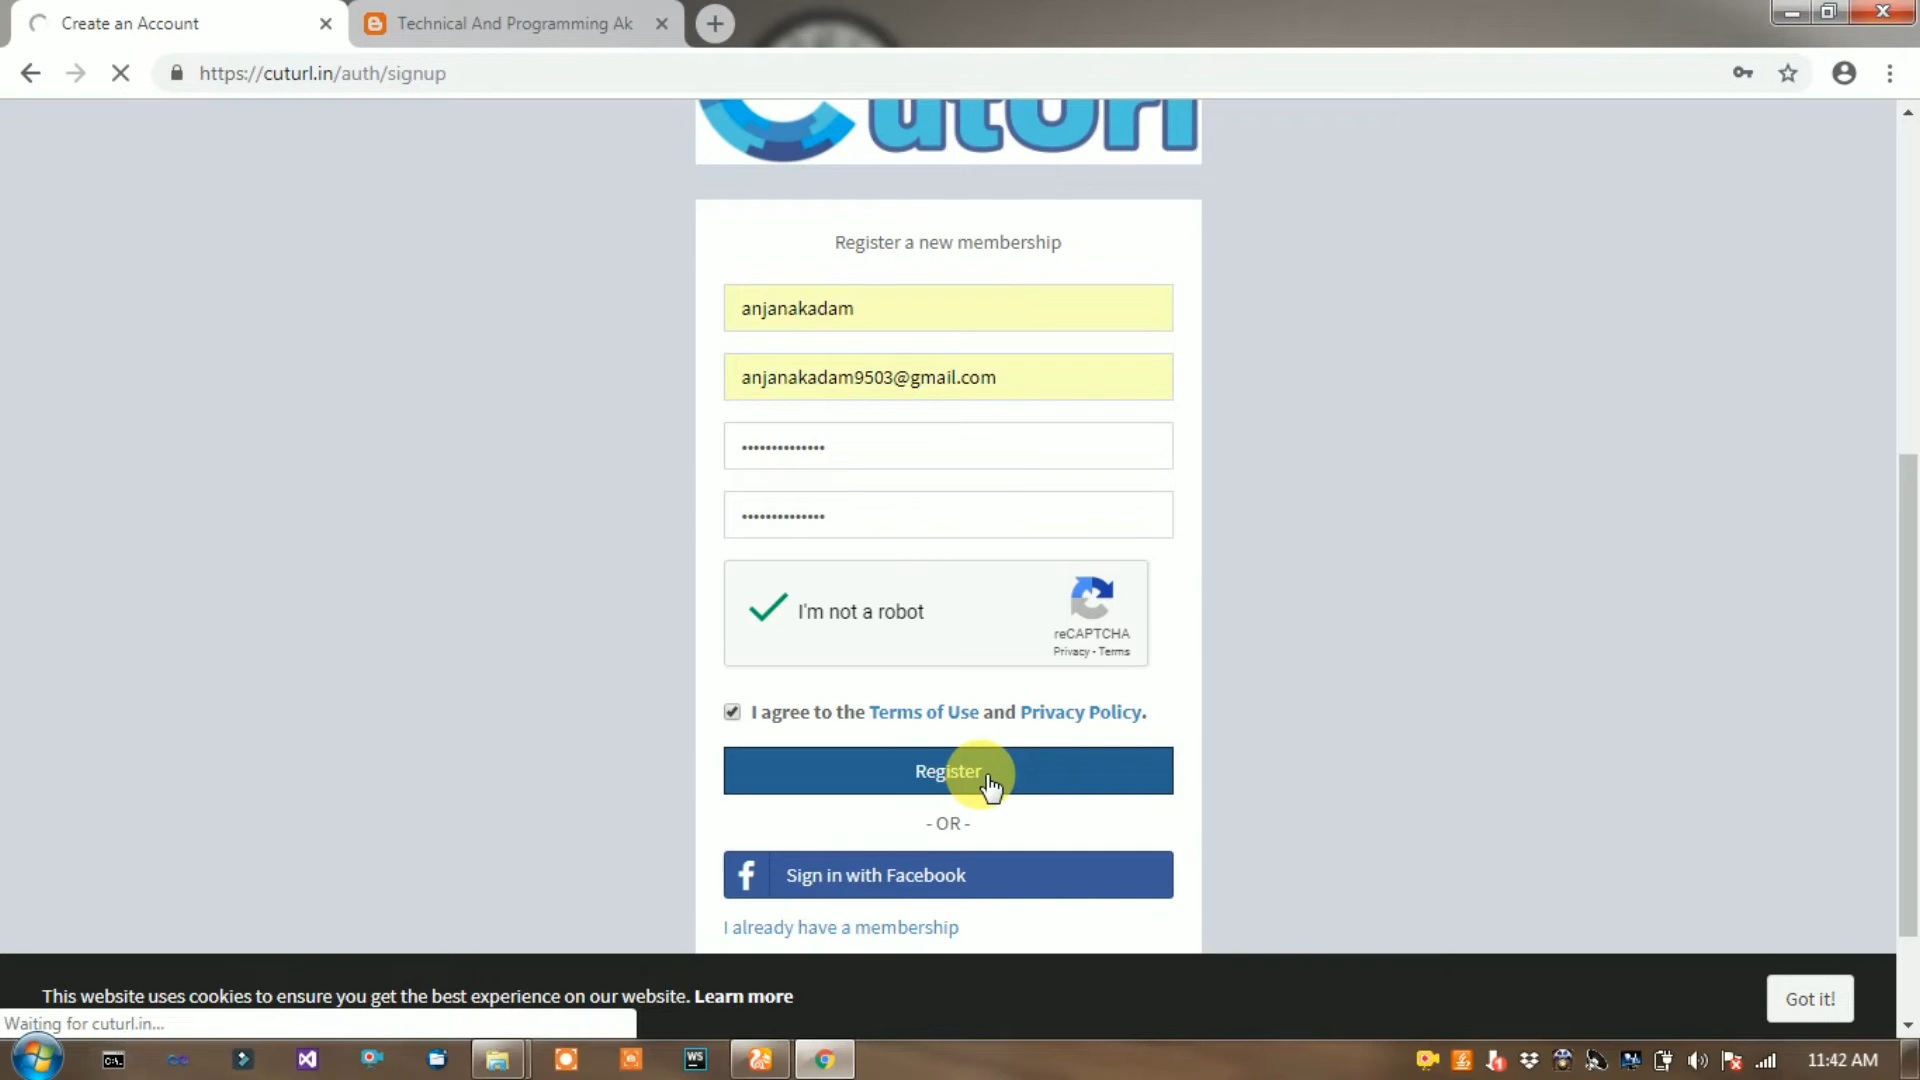 Create an Account
Technical And Programming Ak
https://cuturl.in/auth/signup
CutUrl
Register a new membership
anjanakadam
anjanakadam9503@gmail.com
••••••••••••••
••••••••••••••
I'm not a robot
reCAPTCHA
Privacy - Terms
I agree to the Terms of Use and Privacy Policy.
Register
- OR -
Sign in with Facebook
I already have a membership
This website uses cookies to ensure you get the best experience on our website. Learn more
Got it!
Waiting for cuturl.in...
C:\.
WS
11:42 AM